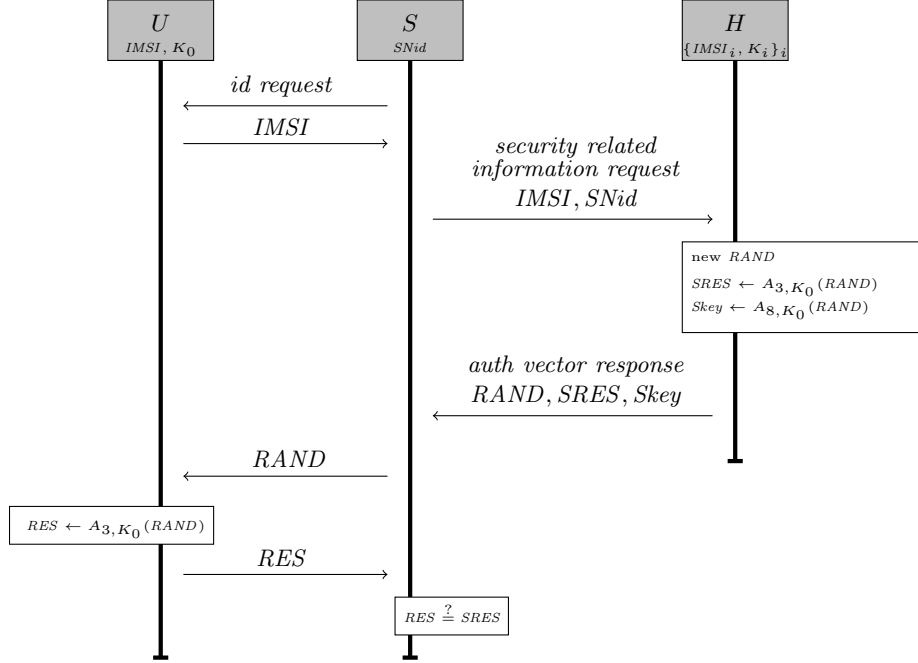 U
IMSI, K₀
S
SNid
H
{IMSIᵢ, Kᵢ}ᵢ
id request
IMSI
security related
information request
IMSI, SNid
new RAND
SRES ← A₃,K₀(RAND)
Skey ← A₈,K₀(RAND)
auth vector response
RAND, SRES, Skey
RAND
RES ← A₃,K₀(RAND)
RES
RES ≟ SRES